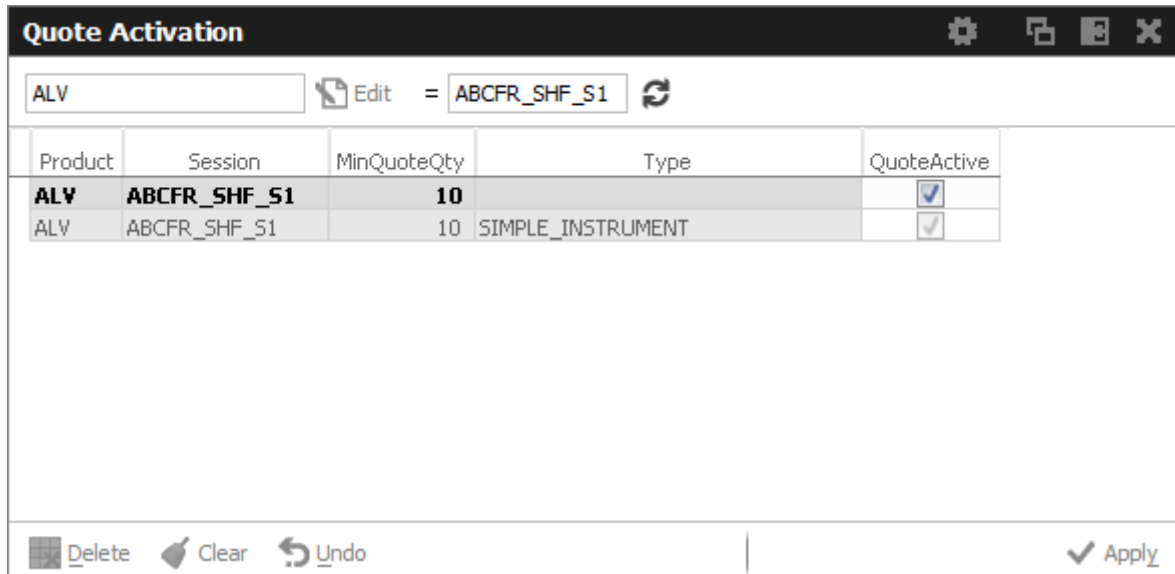 Quote Activation
ALV Edit = ABCFR_SHF_S1
Product Session MinQuoteQty Type QuoteActive
ALV ABCFR_SHF_S1 10
ALV ABCFR_SHF_S1 10 SIMPLE_INSTRUMENT
Delete Clear Undo Apply